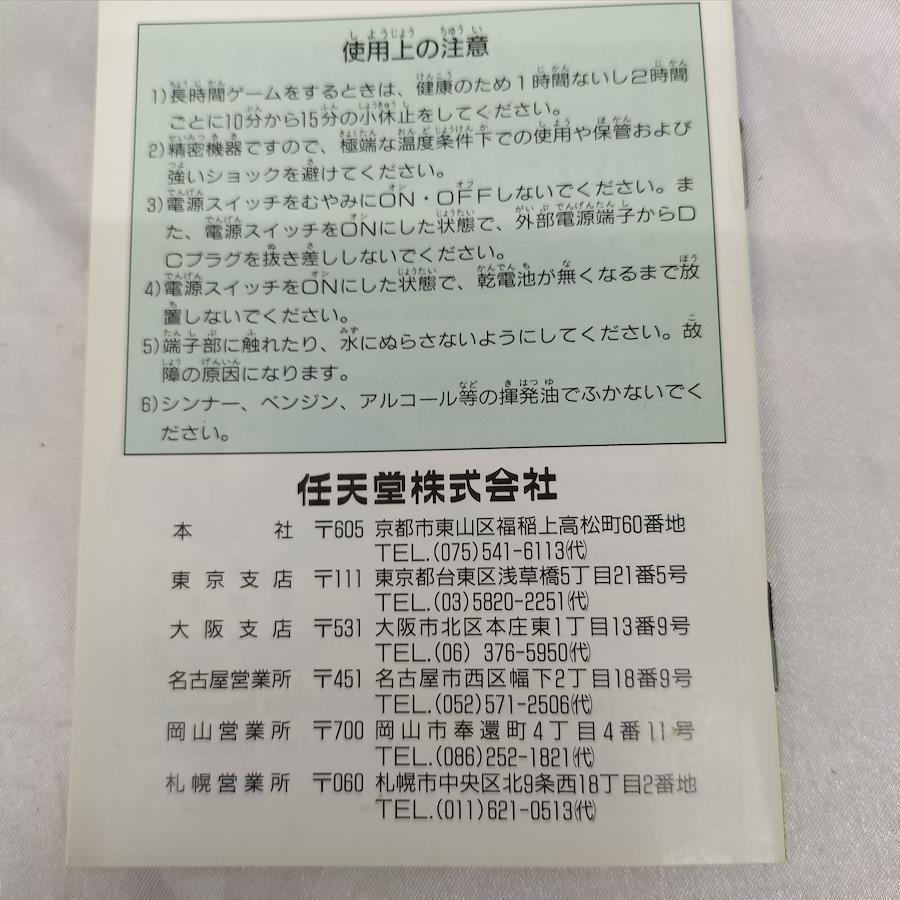 使用上の注意
1)長時間ゲームをするときは、健康のため1時間ないし2時間
ごとに10分から15分の小休止をしてください。
2)精密機器ですので、極端な温度条件下での使用や保管および
強いショックを避けてください。
3)電源スイッチをむやみにON・OFFしないでください。ま
た、電源スイッチをONにした状態で、外部電源端子からD
Cプラグを抜き差ししないでください。
4)電源スイッチをONにした状態で、乾電池が無くなるまで放
置しないでください。
5)端子部に触れたり、水にぬらさないようにしてください。故
障の原因になります。
6)シンナー、ベンジン、アルコール等の揮発油でふかないでく
ださい。
任天堂株式会社
本社 〒605 京都市東山区福稲上高松町60番地
TEL.(075)541-6113(代)
東京支店 〒111 東京都台東区浅草橋5丁目21番5号
TEL.(03)5820-2251(代)
大阪支店 〒531 大阪市北区本庄東1丁目13番9号
TEL.(06) 376-5950(代)
名古屋営業所 〒451 名古屋市西区幅下2丁目18番9号
TEL.(052)571-2506(代)
岡山営業所 〒700 岡山市奉還町4丁目4番11号
TEL.(086)252-1821(代)
札幌営業所 〒060 札幌市中央区北9条西18丁目2番地
TEL.(011)621-0513(代)